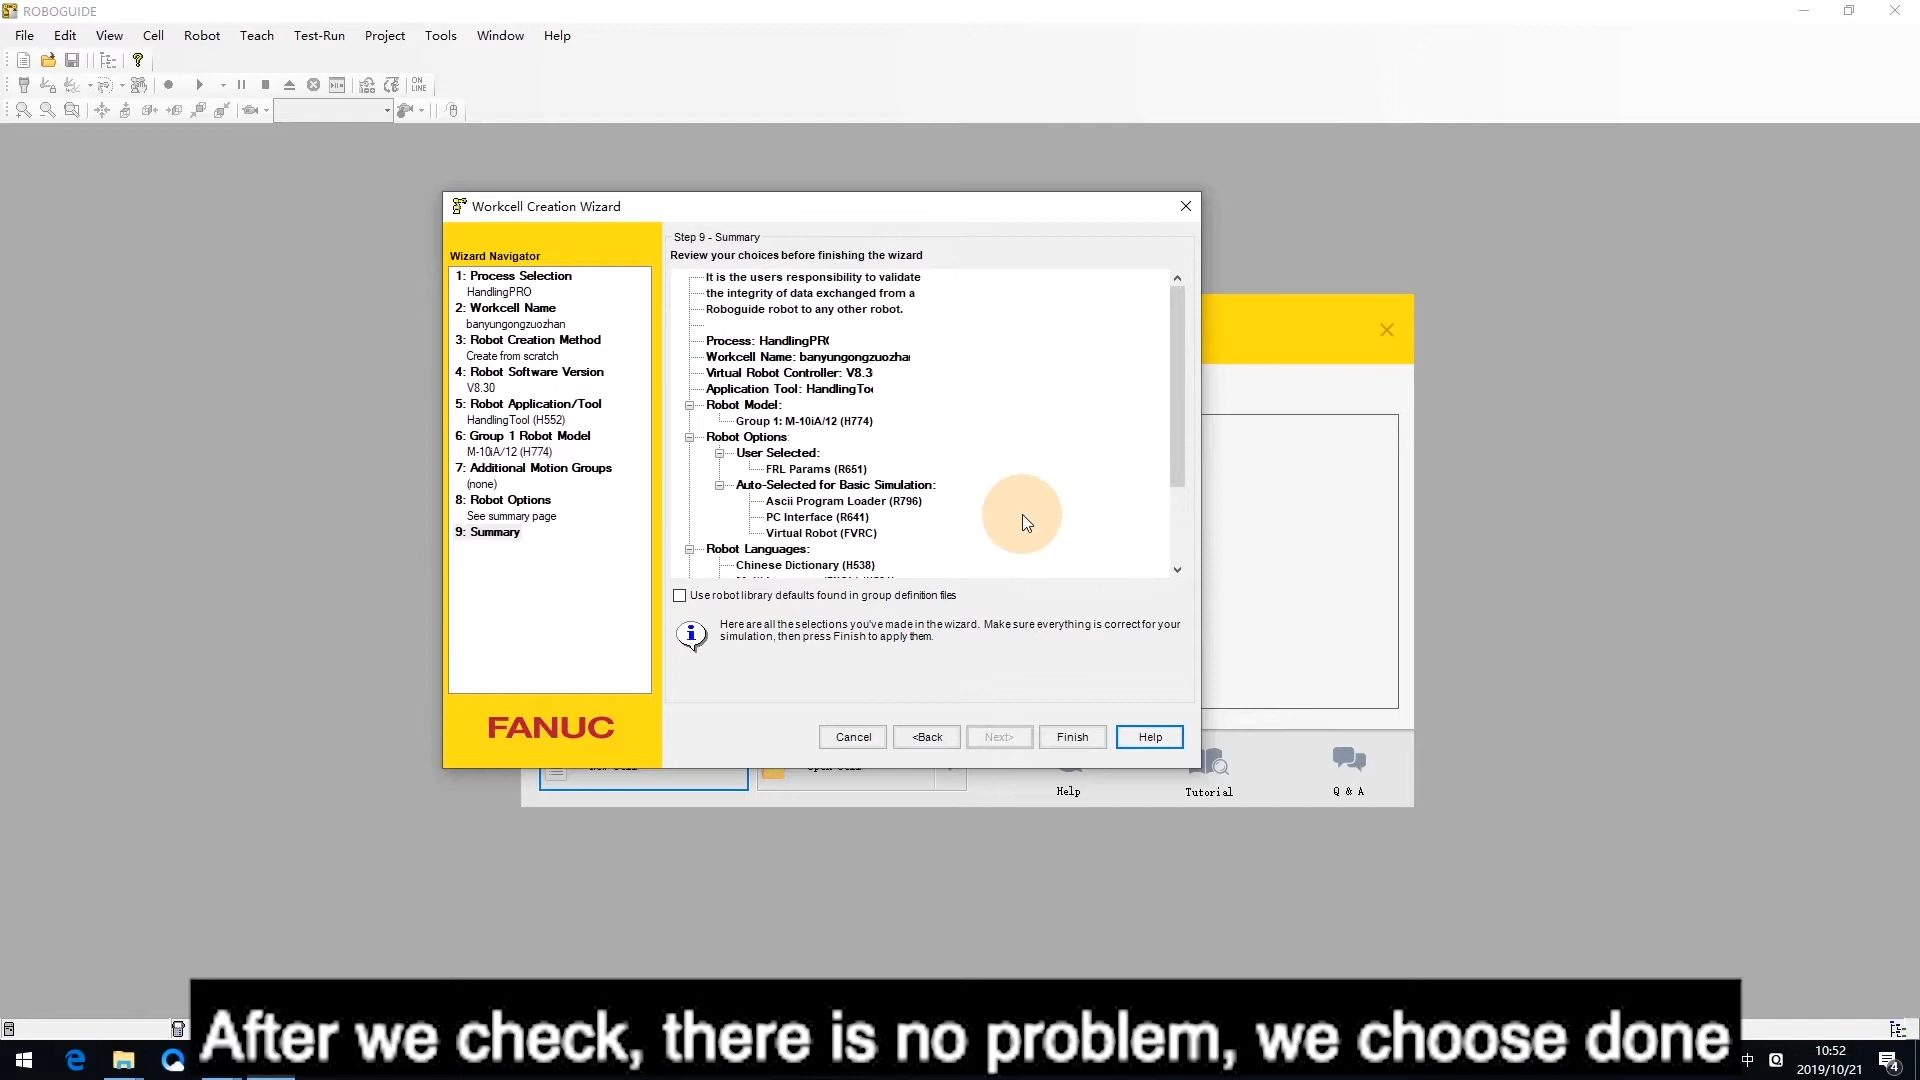 ROBOGUIDE
File Edit View Cell Robot Teach Test-Run Project Tools Window Help
ON
LINE
Workcell Creation Wizard
Wizard Navigator
1: Process Selection
HandlingPRO
2: Workcell Name
banyungongzuozhan
3: Robot Creation Method
Create from scratch
4: Robot Software Version
V8.30
5: Robot Application/Tool
HandlingTool (H552)
6: Group 1 Robot Model
M-10iA/12 (H774)
7: Additional Motion Groups
(none)
8: Robot Options
See summary page
9: Summary
FANUC
Step 9 - Summary
Review your choices before finishing the wizard
It is the users responsibility to validate
the integrity of data exchanged from a
Roboguide robot to any other robot.
Process: HandlingPR
Workcell Name: banyungongzuozha
Virtual Robot Controller: V8.3
Application Tool: HandlingTo
Robot Model:
Group 1: M-10iA/12 (H774)
Robot Options:
User Selected:
FRL Params (R651)
Auto-Selected for Basic Simulation:
Ascii Program Loader (R796)
PC Interface (R641)
Virtual Robot (FVRC)
Robot Languages:
Chinese Dictionary (H538)
Use robot library defaults found in group definition files
Here are all the selections you've made in the wizard. Make sure everything is correct for your
simulation, then press Finish to apply them.
Cancel <Back Next> Finish Help
Help Tutorial Q & A
After we check, there is no problem, we choose done
中
10:52
2019/10/21
4